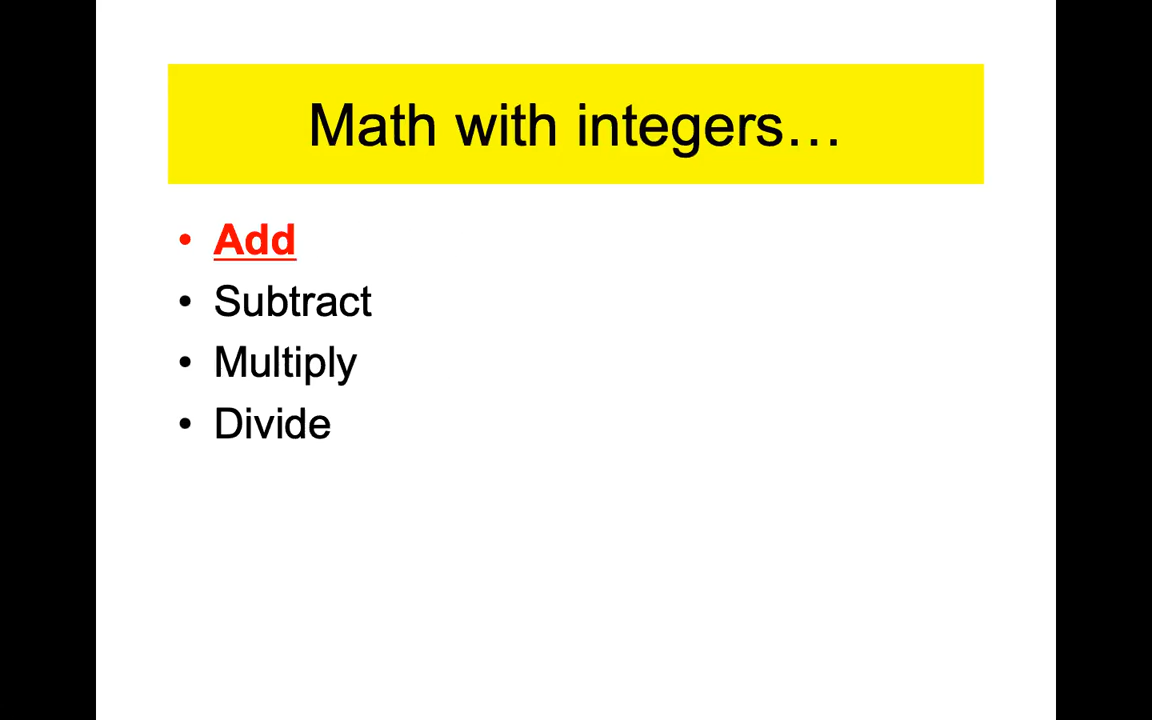 Math with integers…
• Add
• Subtract
• Multiply
• Divide